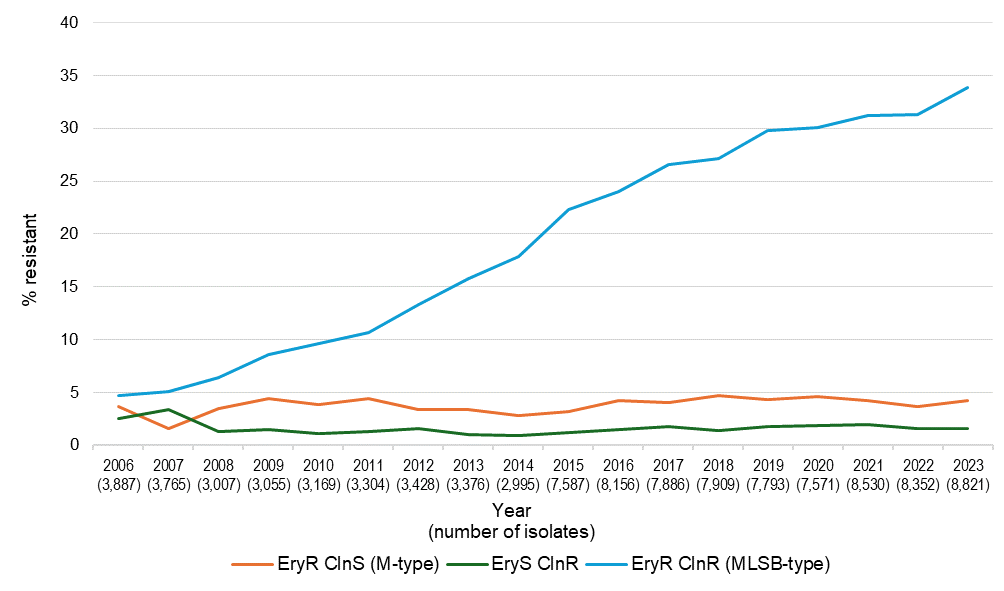 40
35
30
25
20
15
10
5
0
% resistant
2006 2007 2008 2009 2010 2011 2012 2013 2014 2015 2016 2017 2018 2019 2020 2021 2022 2023
(3,887) (3,765) (3,007) (3,055) (3,169) (3,304) (3,428) (3,376) (2,995) (7,587) (8,156) (7,886) (7,909) (7,793) (7,571) (8,530) (8,352) (8,821)
Year
(number of isolates)
EryR ClnS (M-type) EryS ClnR EryR ClnR (MLSB-type)